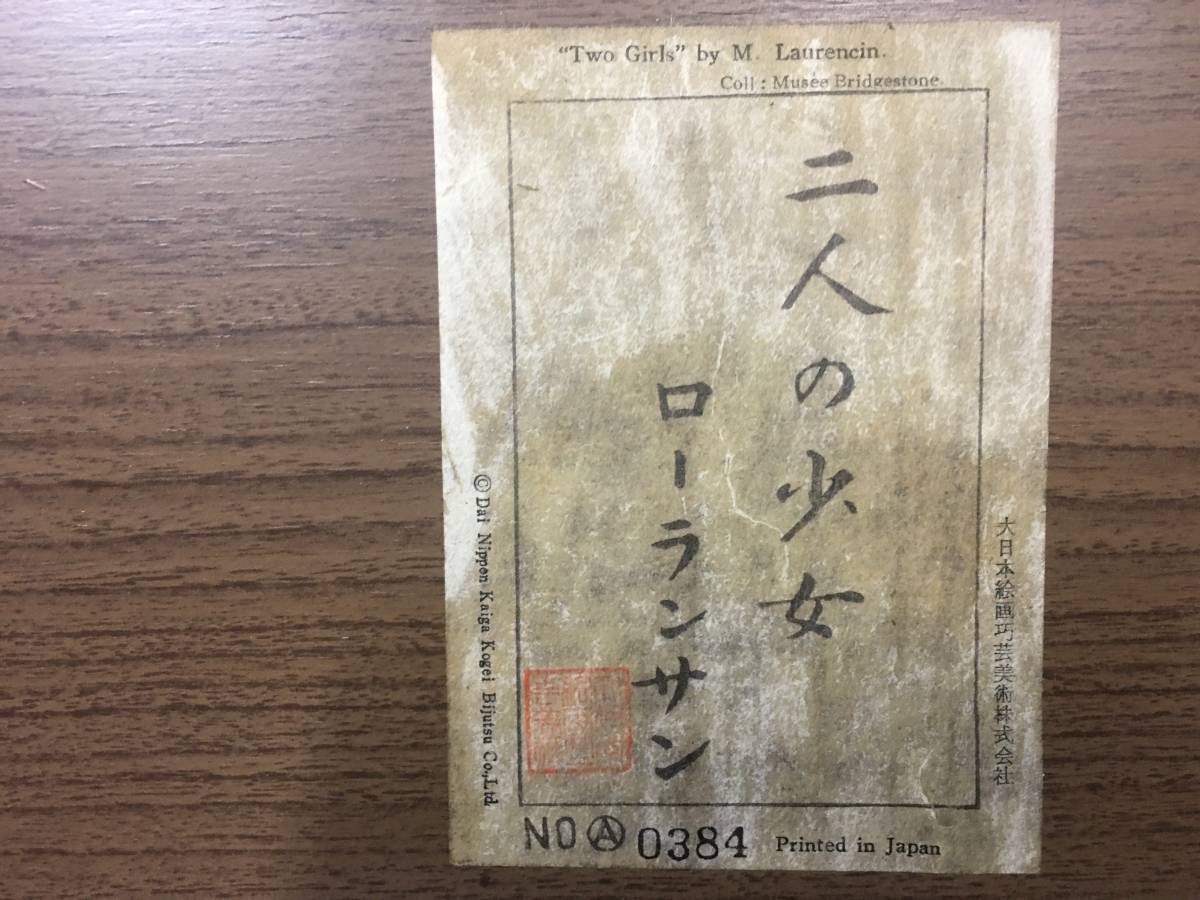 "Two Girls" by M. Laurencin.
Coll : Musée Bridgestone.
二人の少女
ローランサン
大日本絵画巧芸美術株式会社
© Dai Nippon Kaiga Kogei Bijutsu Co.,Ltd.
NO Ⓐ 0384
Printed in Japan